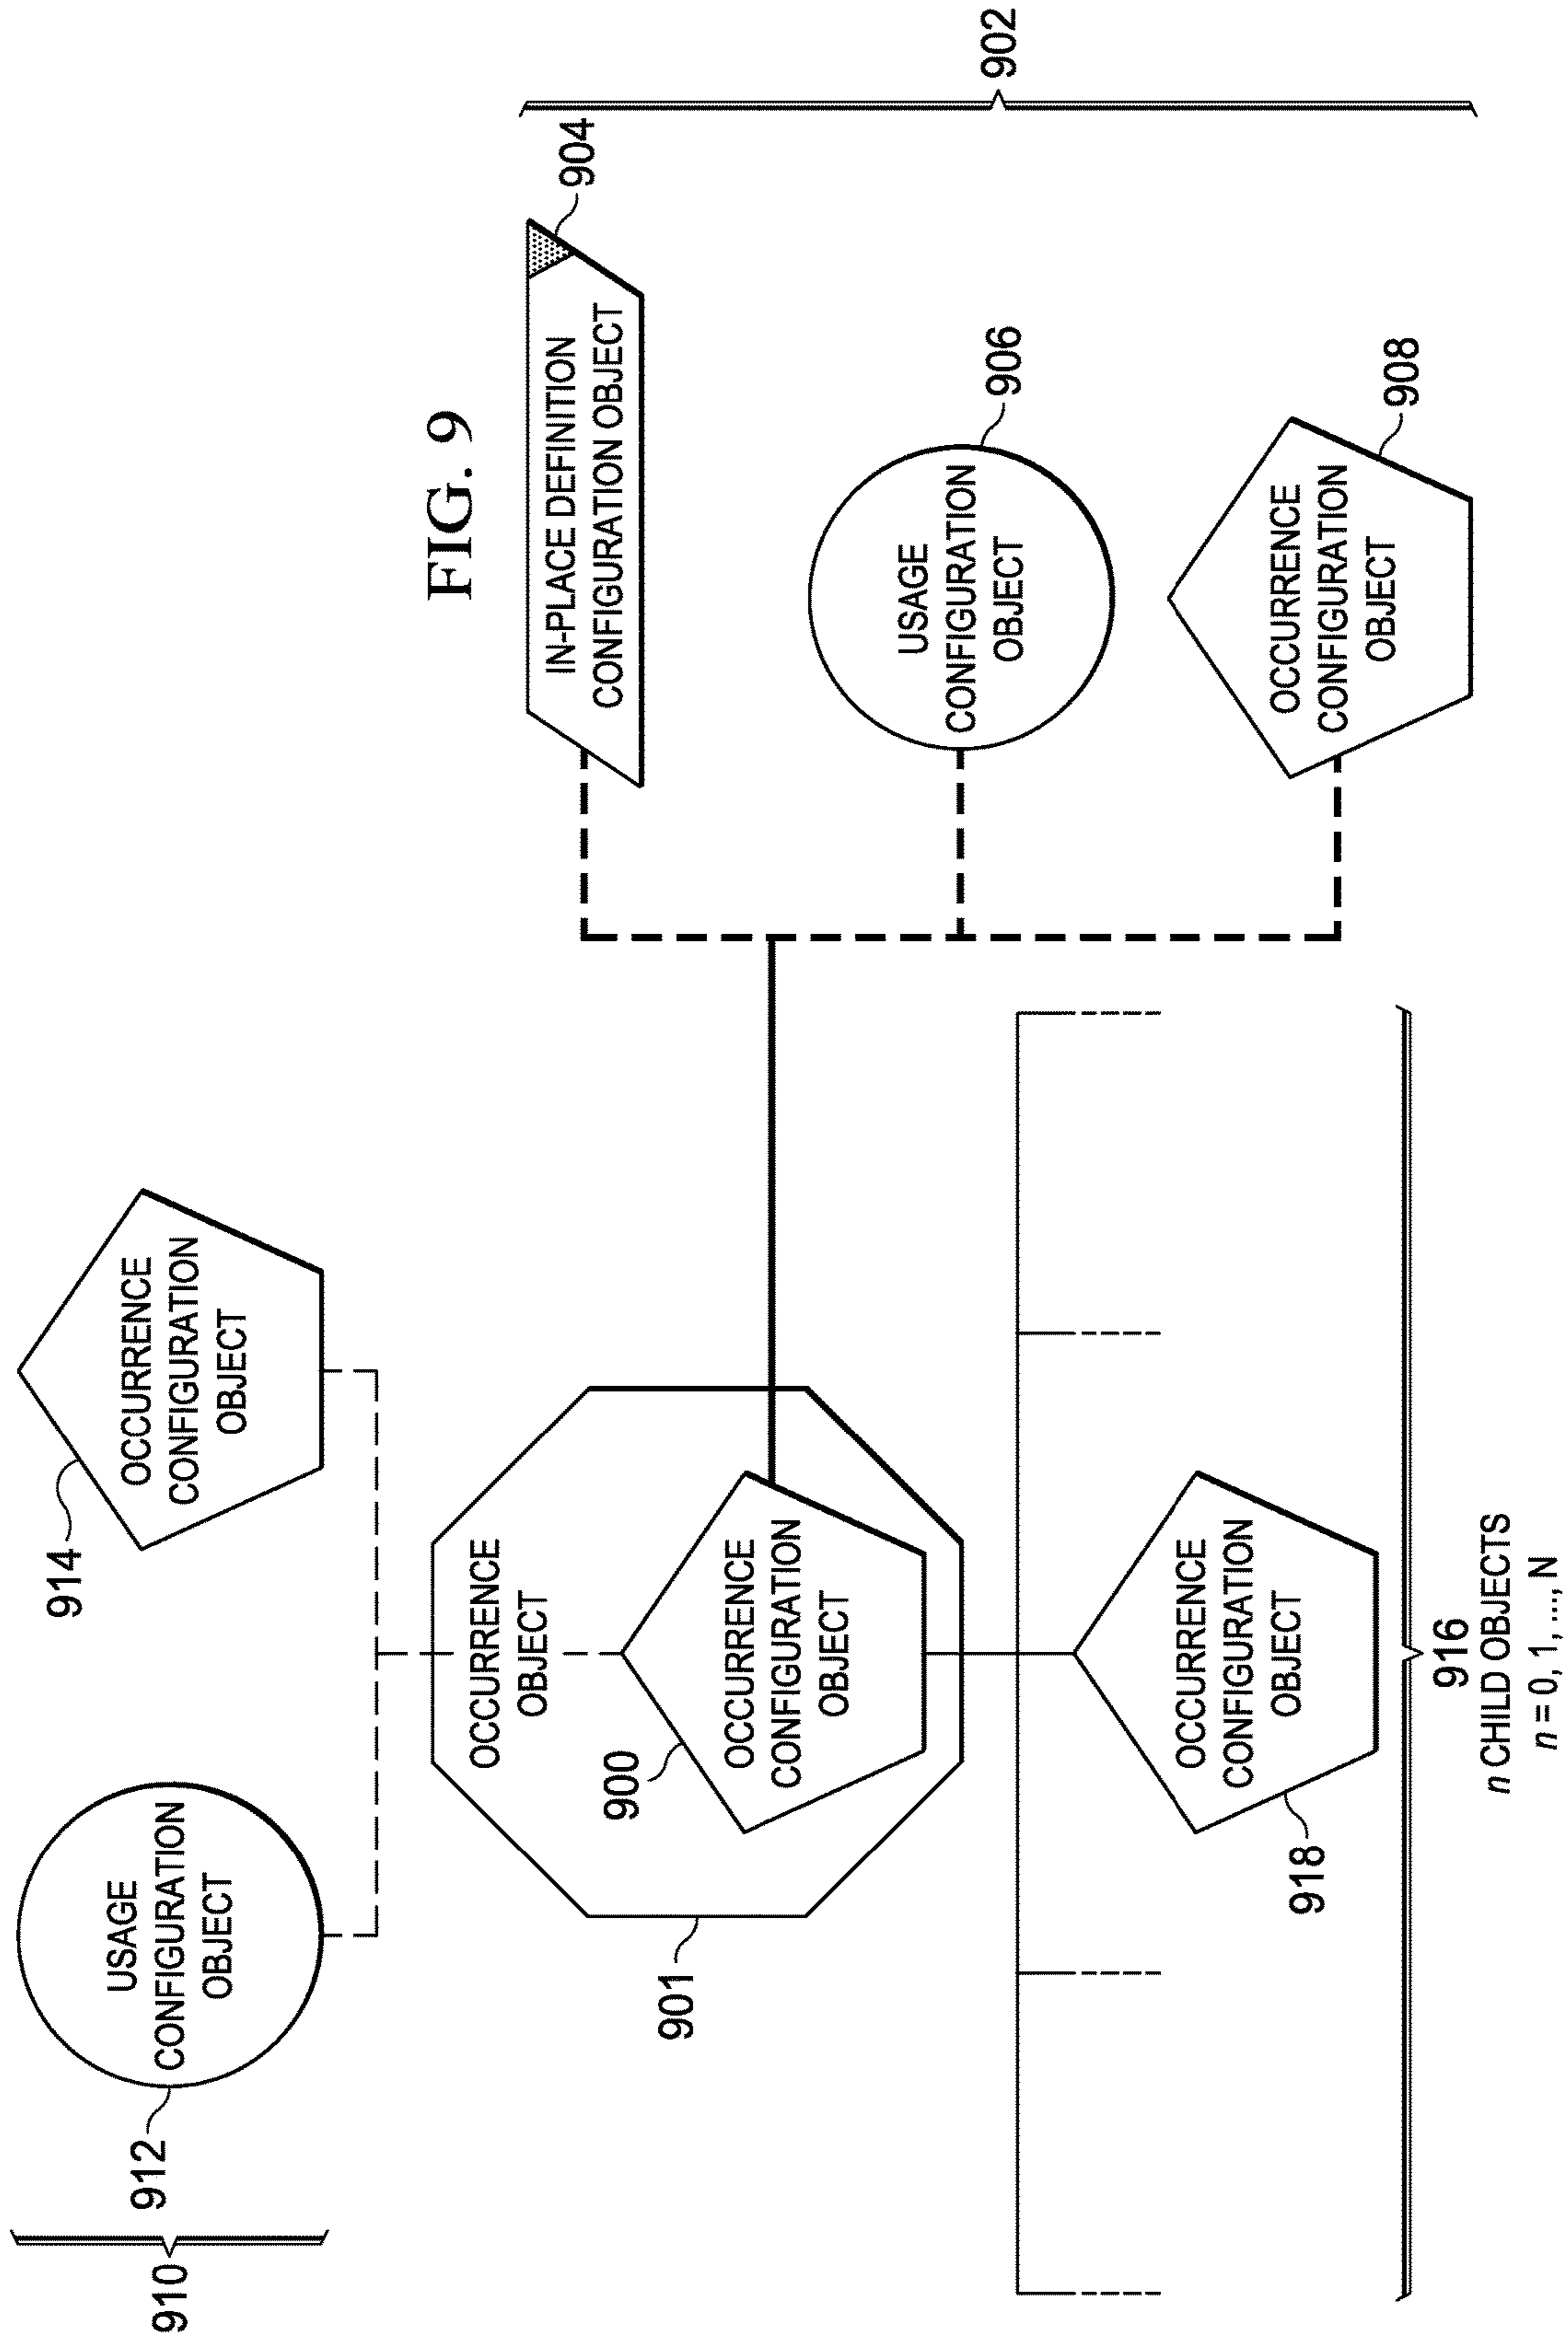 910
912
USAGE
CONFIGURATION
OBJECT
914
OCCURRENCE
CONFIGURATION
OBJECT
FIG. 9
901
OCCURRENCE
OBJECT
900
OCCURRENCE
CONFIGURATION
OBJECT
IN-PLACE DEFINITION
CONFIGURATION OBJECT
904
902
USAGE
CONFIGURATION
OBJECT
906
OCCURRENCE
CONFIGURATION
OBJECT
908
918
OCCURRENCE
CONFIGURATION
OBJECT
916
n CHILD OBJECTS
n = 0, 1, ..., N